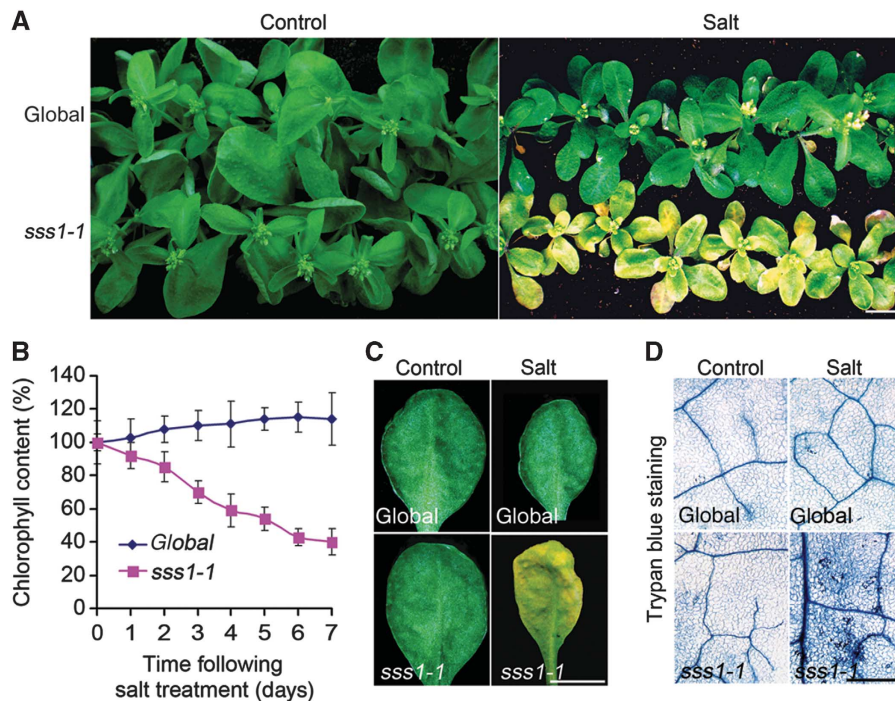 A
Control
Salt
Global
sss1-1
B
Chlorophyll content (%)
140
120
100
80
60
40
20
0
Global
sss1-1
0 1 2 3 4 5 6 7
Time following
salt treatment (days)
C
Control
Salt
Global
Global
sss1-1
sss1-1
D
Control
Salt
Trypan blue staining
Global
Global
sss1-1
sss1-1